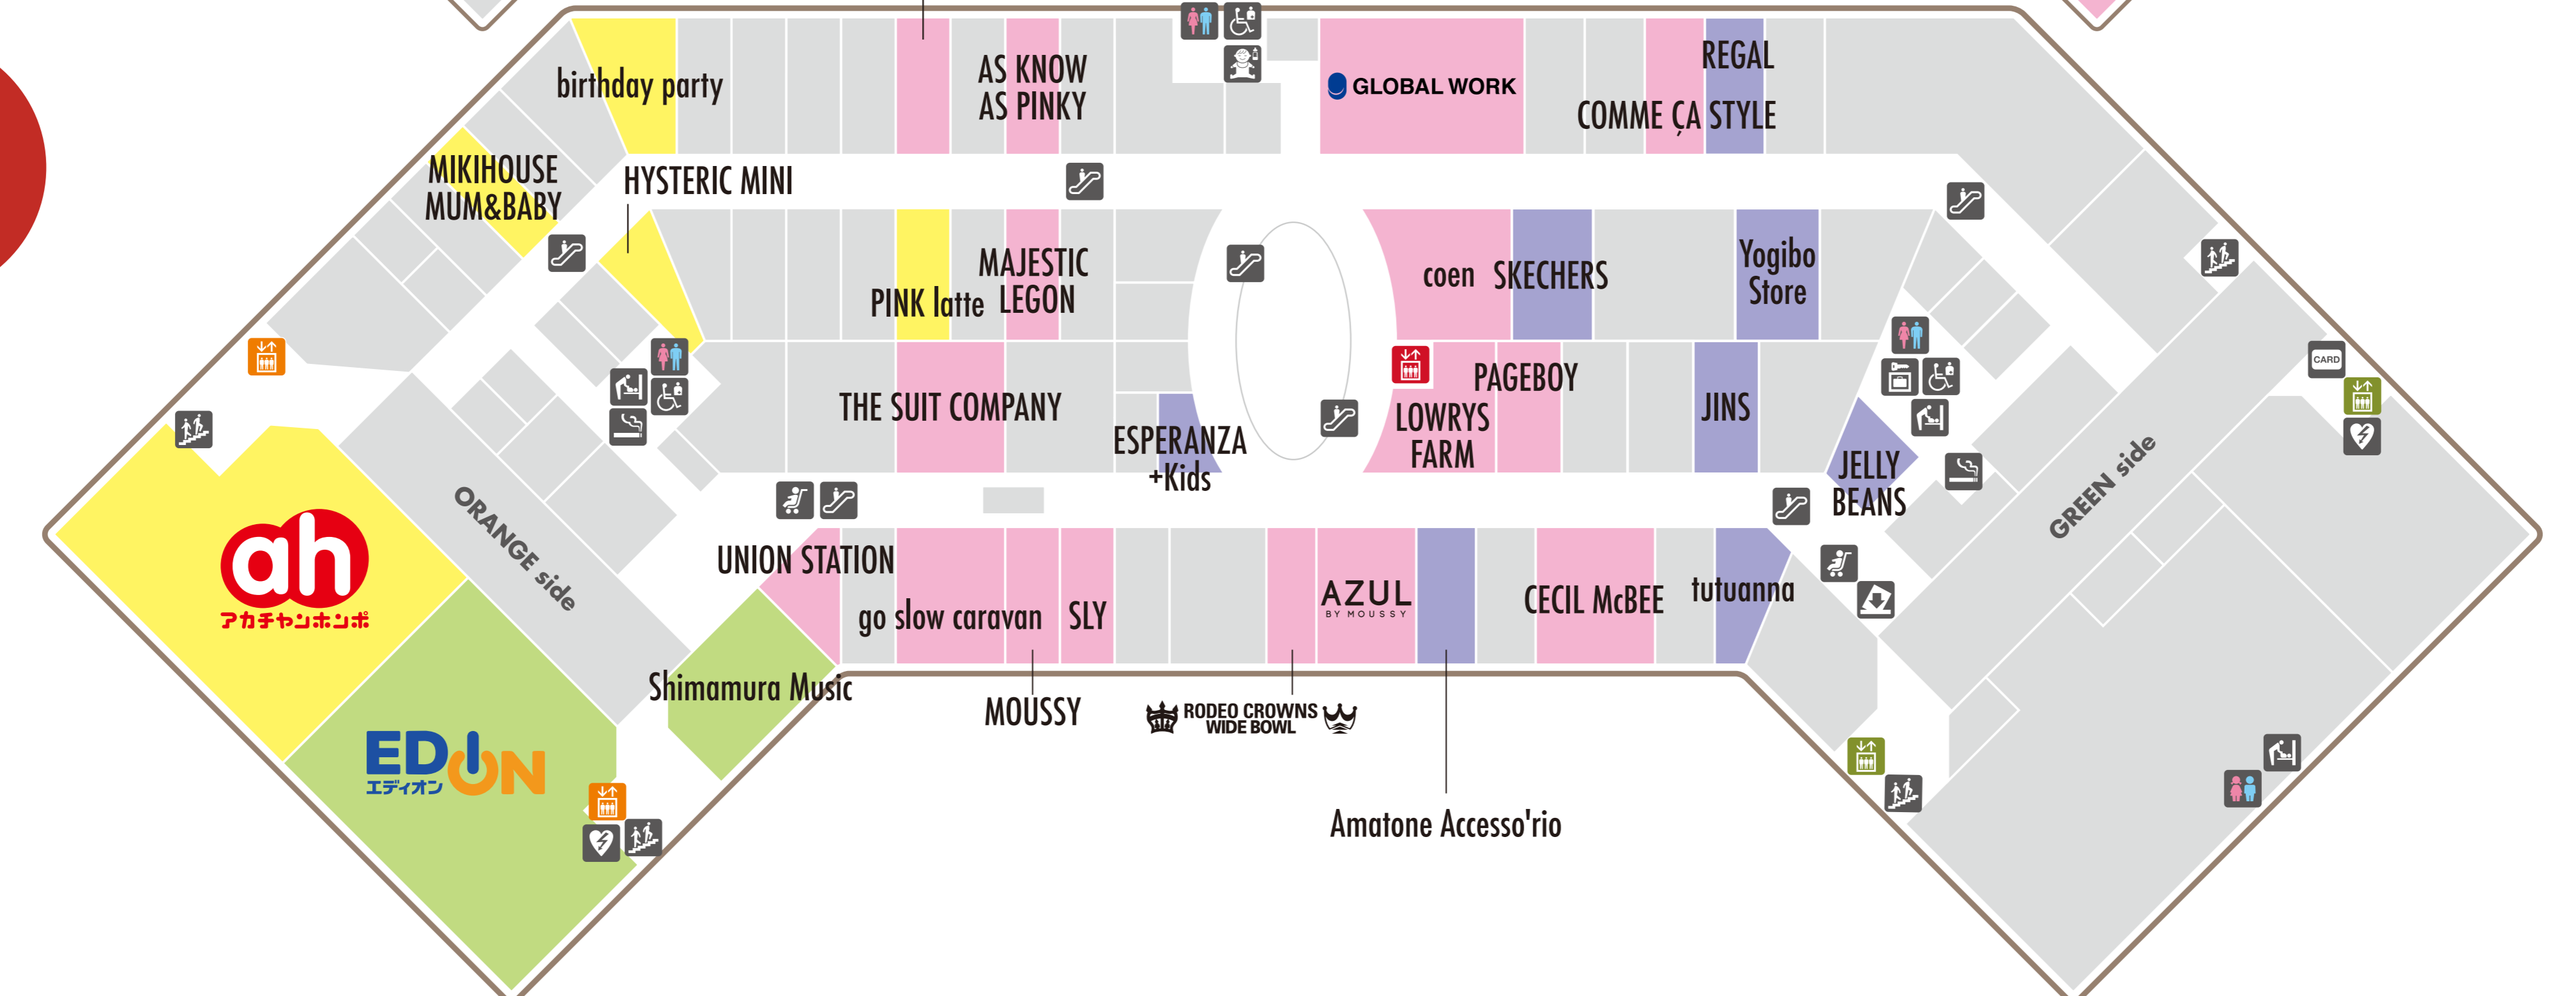 birthday party
AS KNOW
AS PINKY
GLOBAL WORK
REGAL
COMME ÇA STYLE
MIKIHOUSE
MUM&BABY
HYSTERIC MINI
PINK latte
MAJESTIC
LEGON
coen
SKECHERS
Yogibo
Store
THE SUIT COMPANY
ESPERANZA
+Kids
LOWRYS
FARM
PAGEBOY
JINS
JELLY
BEANS
CARD
ORANGE side
GREEN side
ah
アカチャンホンポ
UNION STATION
go slow caravan
SLY
AZUL
BY MOUSSY
CECIL McBEE
tutuanna
Shimamura Music
MOUSSY
RODEO CROWNS
WIDE BOWL
EDION
エディオン
Amatone Accesso'rio